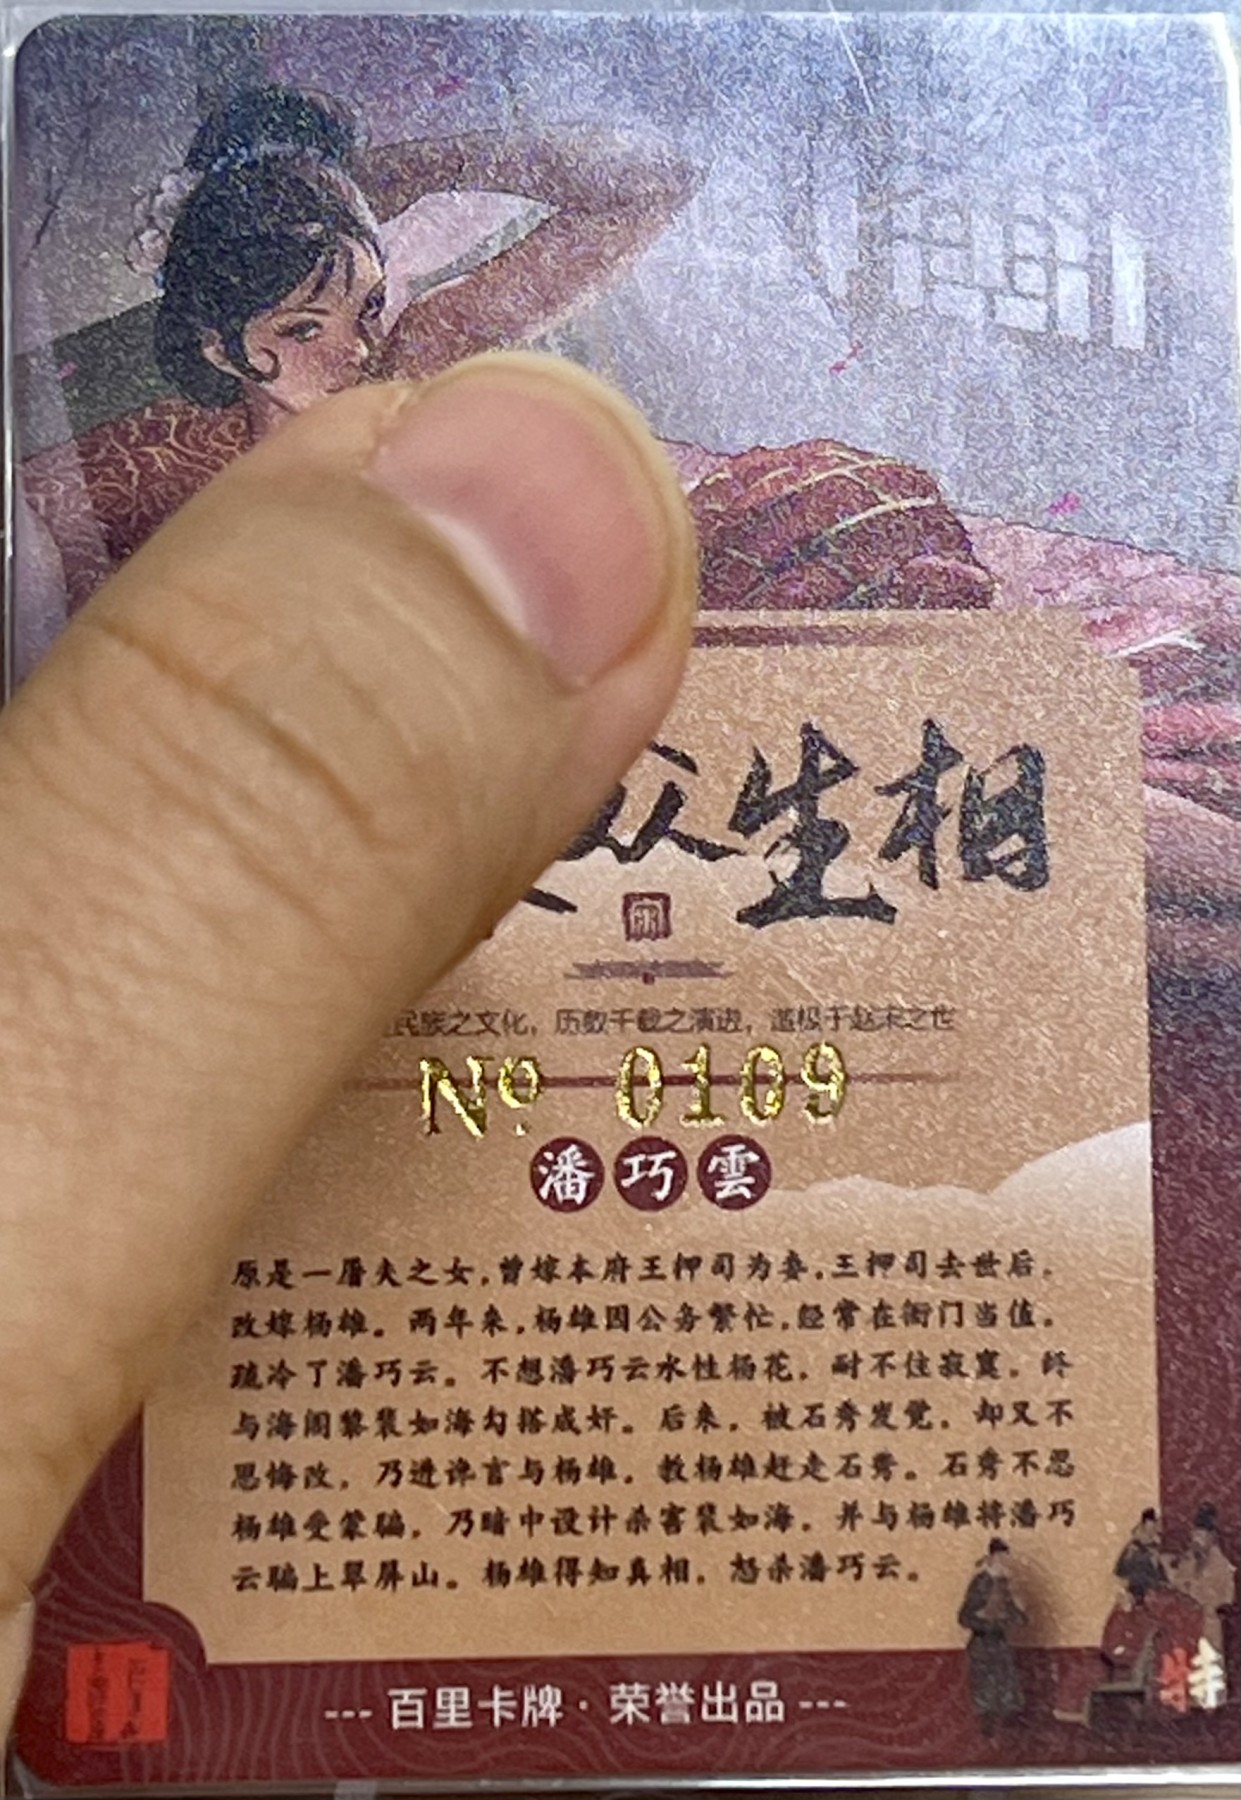 众生相
宋
民族之文化，历数千载之演进，造极于赵宋之世
№ 0109
潘巧雲
原是一屠夫之女，曾嫁本府王押司为妻，王押司去世后，
改嫁杨雄。两年来，杨雄因公务繁忙，经常在衙门当值，
疏冷了潘巧云。不想潘巧云水性杨花，耐不住寂寞，终
与海阇黎裴如海勾搭成奸。后来，被石秀发觉，却又不
思悔改，乃进谗言与杨雄，教杨雄赶走石秀。石秀不忍
杨雄受蒙骗，乃暗中设计杀害裴如海，并与杨雄将潘巧
云骗上翠屏山。杨雄得知真相，怒杀潘巧云。
特
--- 百里卡牌·荣誉出品 ---